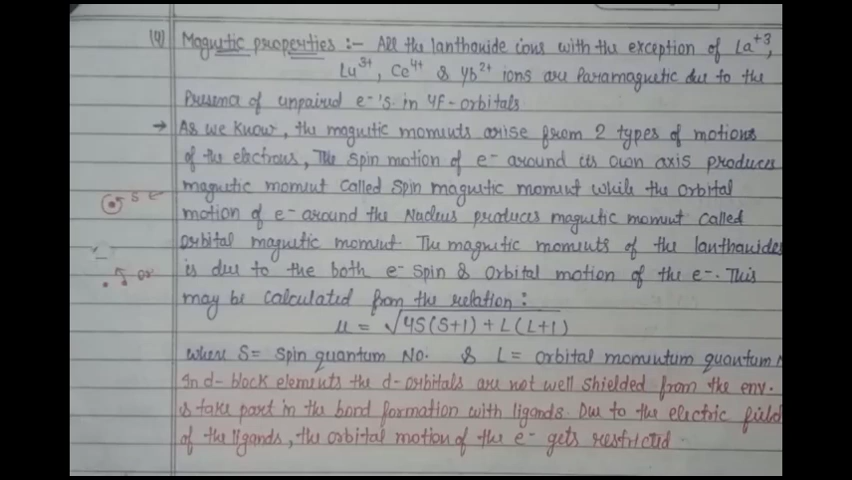 (4) Magnetic properties :- All the lanthanide ions with the exception of La⁺³,
Lu³⁺, Ce⁴⁺ & Yb²⁺ ions are Paramagnetic due to the
Presence of unpaired e⁻'s in 4f-orbitals
→ As we know, the magnetic moments arise from 2 types of motions
of the electrons, The spin motion of e⁻ around its own axis produces
magnetic moment called spin magnetic moment while the orbital
motion of e⁻ around the Nucleus produces magnetic moment called
orbital magnetic moment. The magnetic moments of the lanthanides
is due to the both e⁻ spin & orbital motion of the e⁻. This
may be calculated from the relation :
μ = √4S(S+1) + L(L+1)
where S = spin quantum No. & L = orbital momentum quantum
In d-block elements the d-orbitals are not well shielded from the env.
& take part in the bond formation with ligands. Due to the electric field
of the ligands, the orbital motion of the e⁻ gets restricted
s e⁻
or